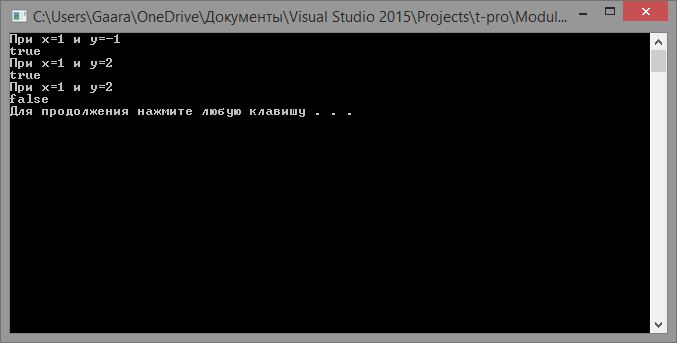 C:\Users\Gaara\OneDrive\Документы\Visual Studio 2015\Projects\t-pro\Modul...
При x=1 и y=-1
true
При x=1 и y=2
true
При x=1 и y=2
false
Для продолжения нажмите любую клавишу . . .